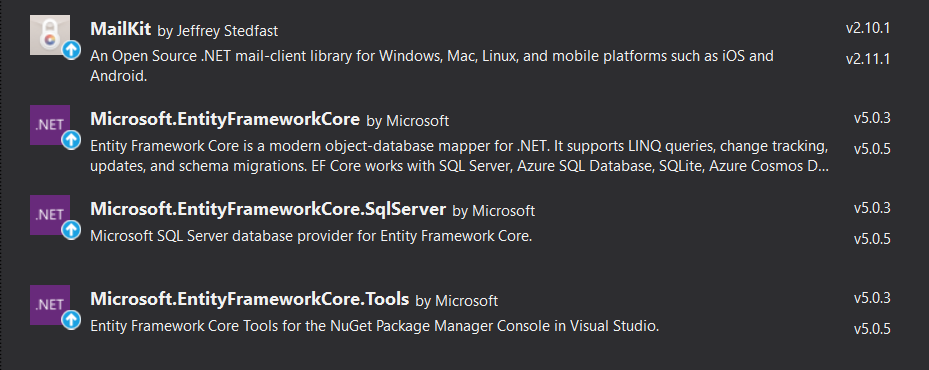 MailKit by Jeffrey Stedfast v2.10.1
An Open Source .NET mail-client library for Windows, Mac, Linux, and mobile platforms such as iOS and v2.11.1
Android.
.NET Microsoft.EntityFrameworkCore by Microsoft v5.0.3
Entity Framework Core is a modern object-database mapper for .NET. It supports LINQ queries, change tracking, v5.0.5
updates, and schema migrations. EF Core works with SQL Server, Azure SQL Database, SQLite, Azure Cosmos D...
.NET Microsoft.EntityFrameworkCore.SqlServer by Microsoft v5.0.3
Microsoft SQL Server database provider for Entity Framework Core. v5.0.5
.NET Microsoft.EntityFrameworkCore.Tools by Microsoft v5.0.3
Entity Framework Core Tools for the NuGet Package Manager Console in Visual Studio. v5.0.5